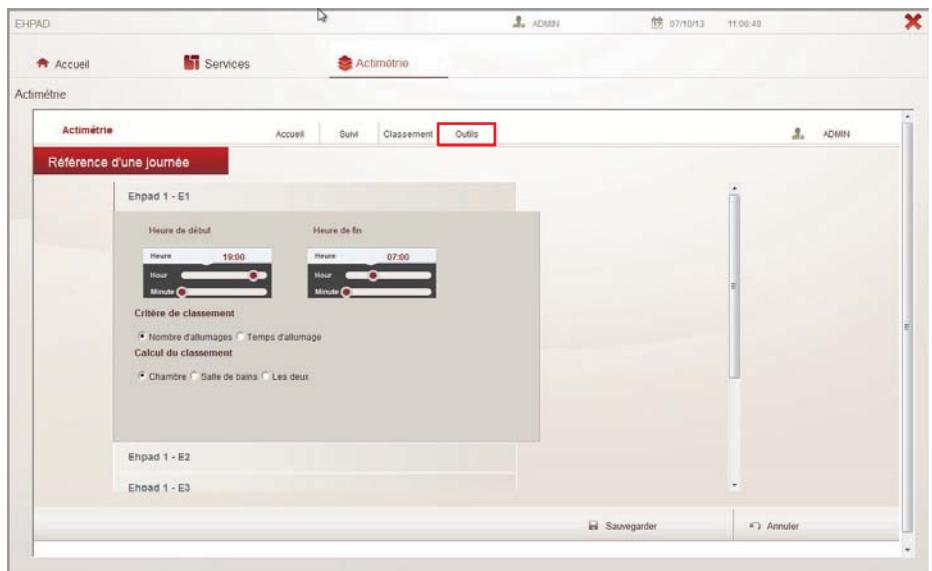 EHPAD ADMIN 07/10/13 11:06:40
Accueil Services Actimétrie
Actimétrie
Actimétrie Accueil Suivi Classement Outils ADMIN
Référence d'une journée
Ehpad 1 - E1
Heure de début Heure de fin
Heure 19:00 Heure 07:00
Hour Hour
Minute Minute
Critère de classement
Nombre d'allumages Temps d'allumage
Calcul du classement
Chambre Salle de bains Les deux
Ehpad 1 - E2
Ehpad 1 - E3
Sauvegarder Annuler